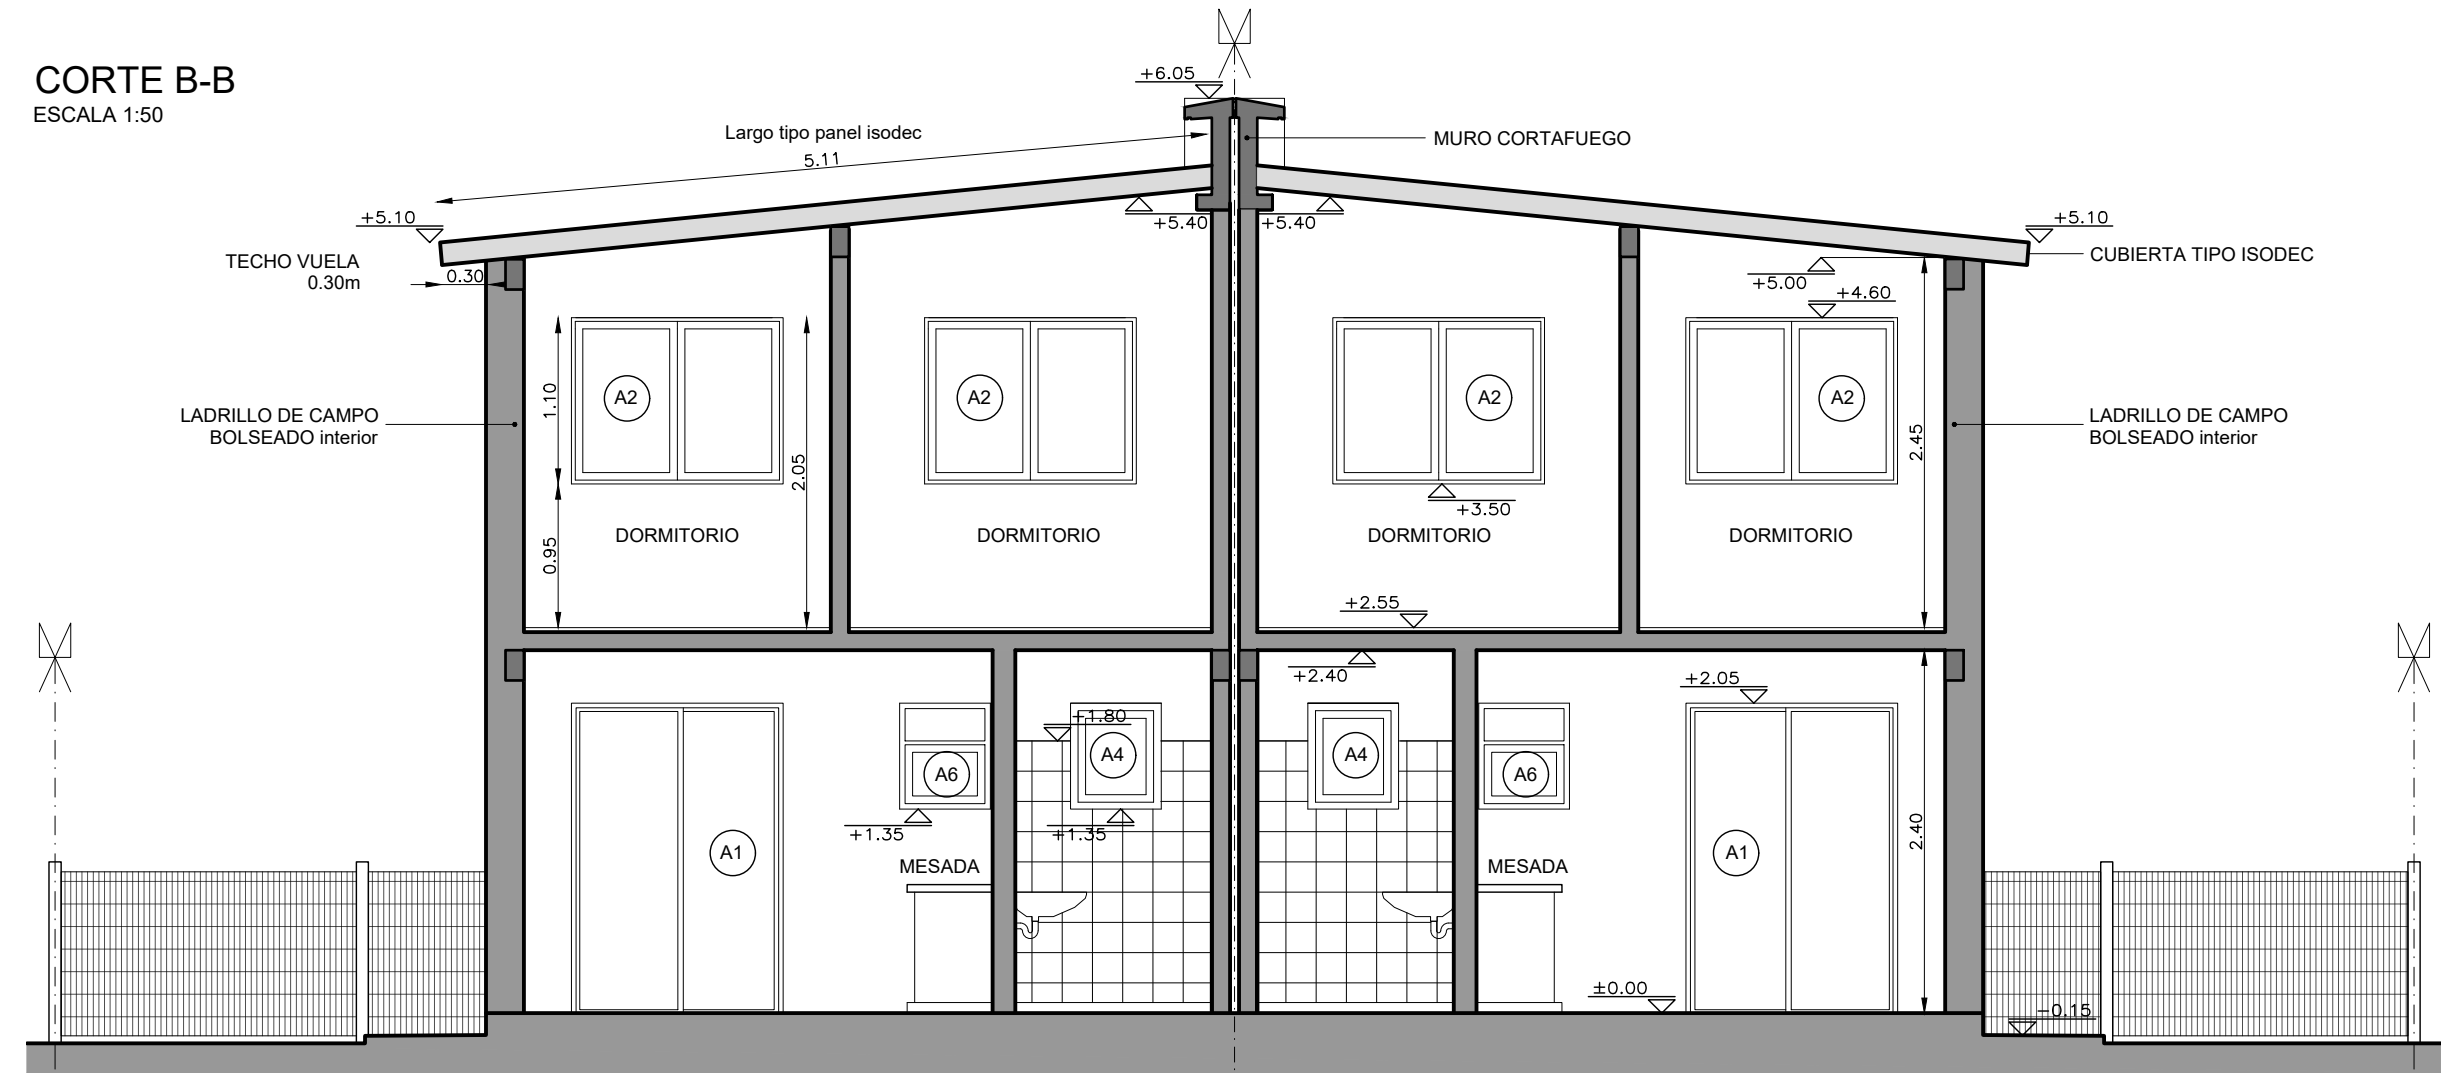 CORTE B-B
ESCALA 1:50
+6.05
Largo tipo panel isodec
5.11
MURO CORTAFUEGO
+5.10
+5.40
+5.40
+5.10
TECHO VUELA
0.30m
0.30
CUBIERTA TIPO ISODEC
+5.00
+4.60
1.10
A2
A2
A2
A2
LADRILLO DE CAMPO
BOLSEADO interior
LADRILLO DE CAMPO
BOLSEADO interior
2.05
2.45
+3.50
0.95
DORMITORIO
DORMITORIO
DORMITORIO
DORMITORIO
+2.55
+2.40
+2.05
+1.80
A6
A4
A4
A6
+1.35
+1.35
2.40
A1
A1
MESADA
MESADA
±0.00
-0.15